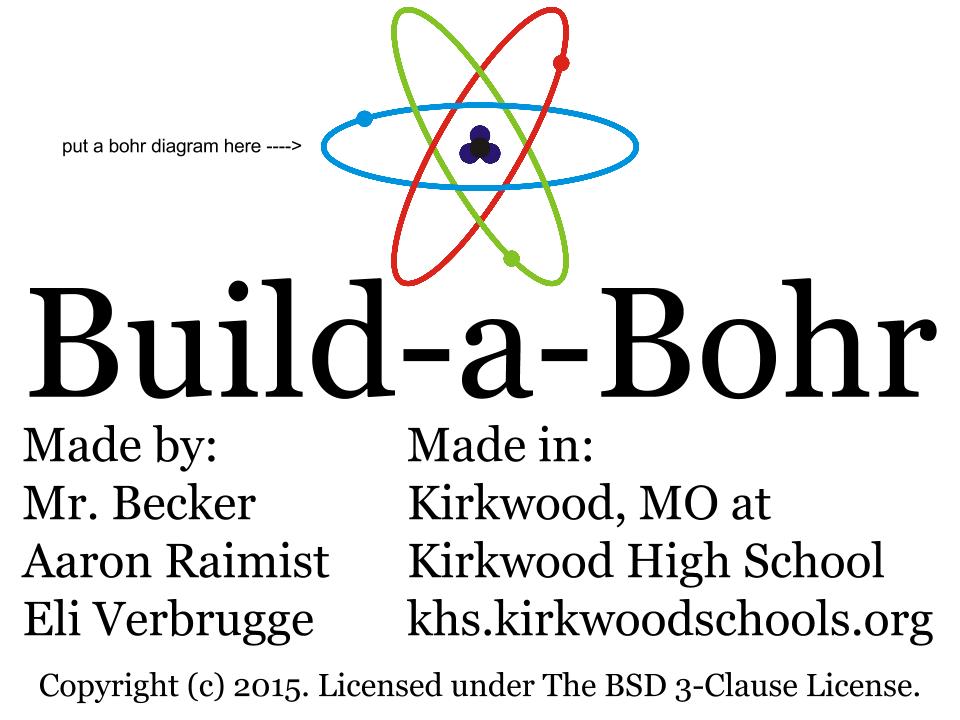 put a bohr diagram here ---->
Build-a-Bohr
Made by:
Mr. Becker
Aaron Raimist
Eli Verbrugge
Made in:
Kirkwood, MO at
Kirkwood High School
khs.kirkwoodschools.org
Copyright (c) 2015. Licensed under The BSD 3-Clause License.